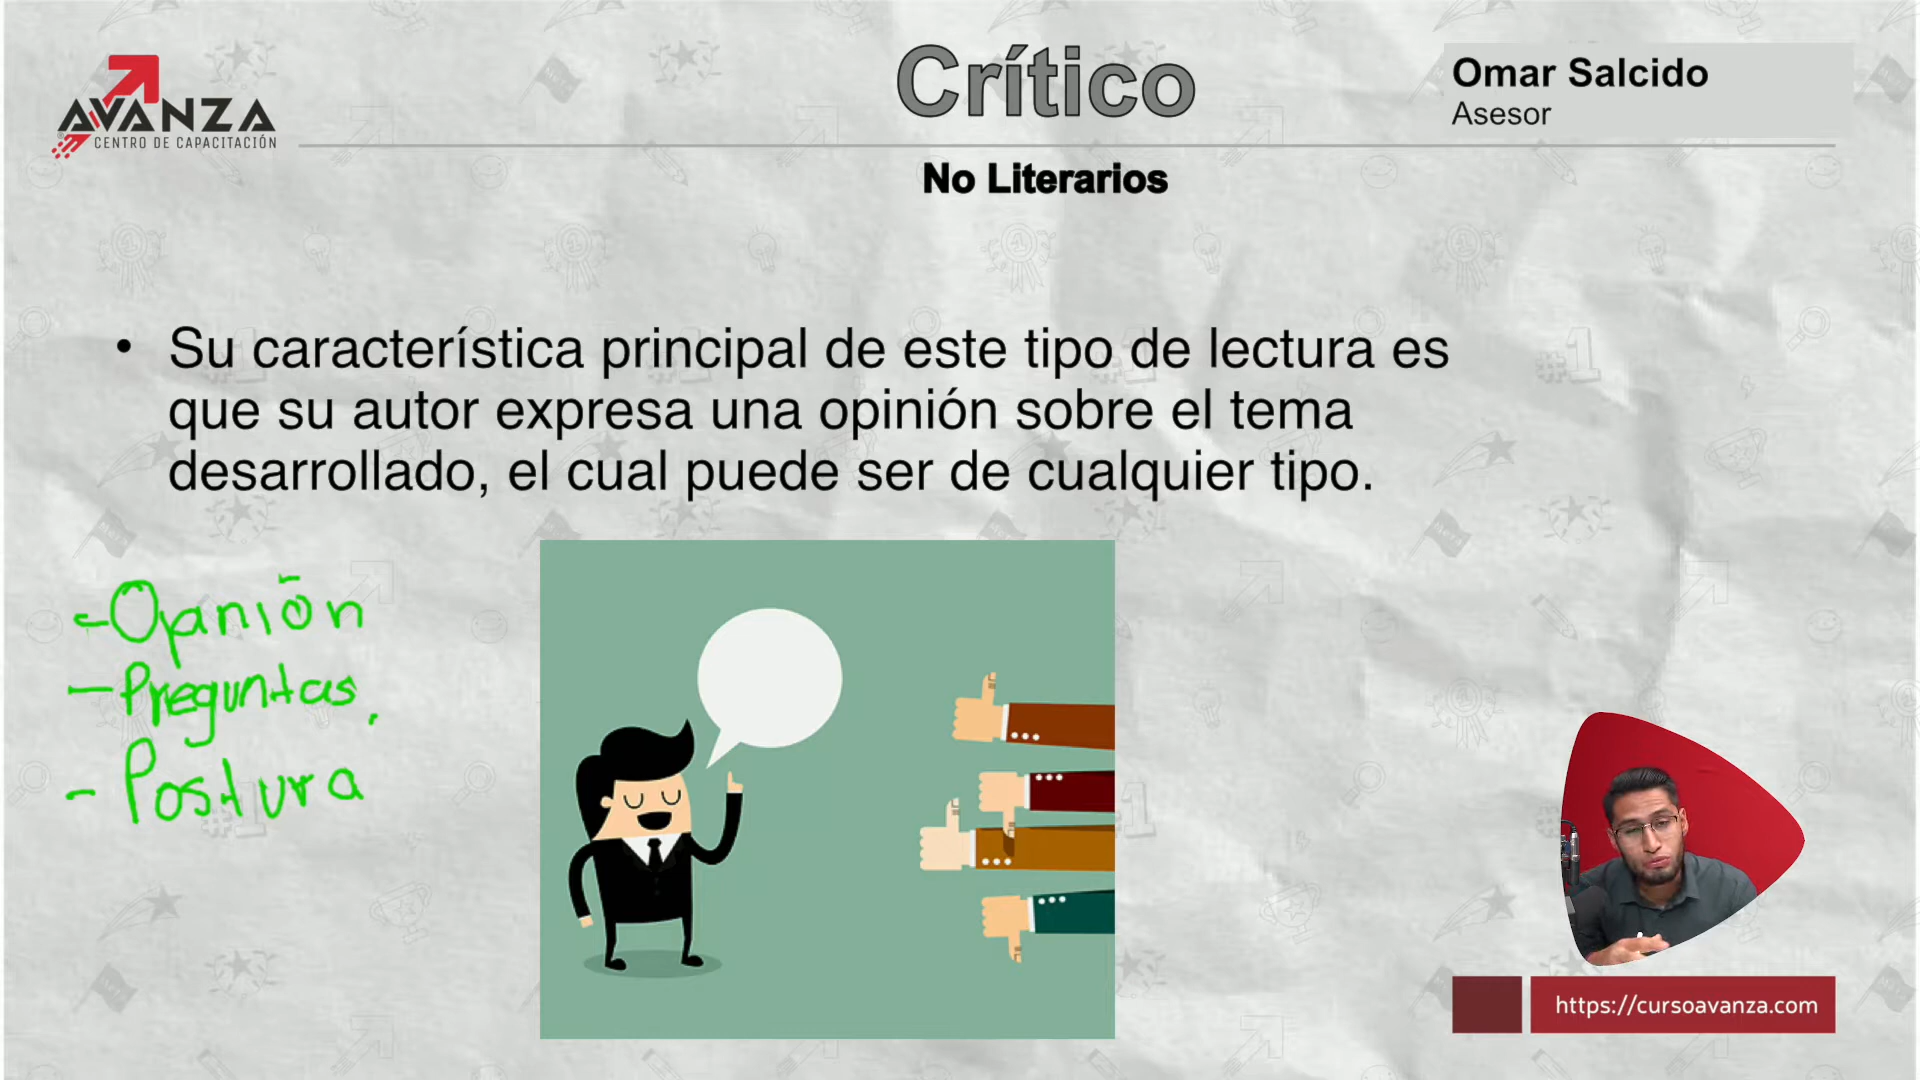 AVANZA
CENTRO DE CAPACITACIÓN
Crítico
Omar Salcido
Asesor
No Literarios
• Su característica principal de este tipo de lectura es
que su autor expresa una opinión sobre el tema
desarrollado, el cual puede ser de cualquier tipo.
- Opinión
- Preguntas.
- Postura
https://cursoavanza.com